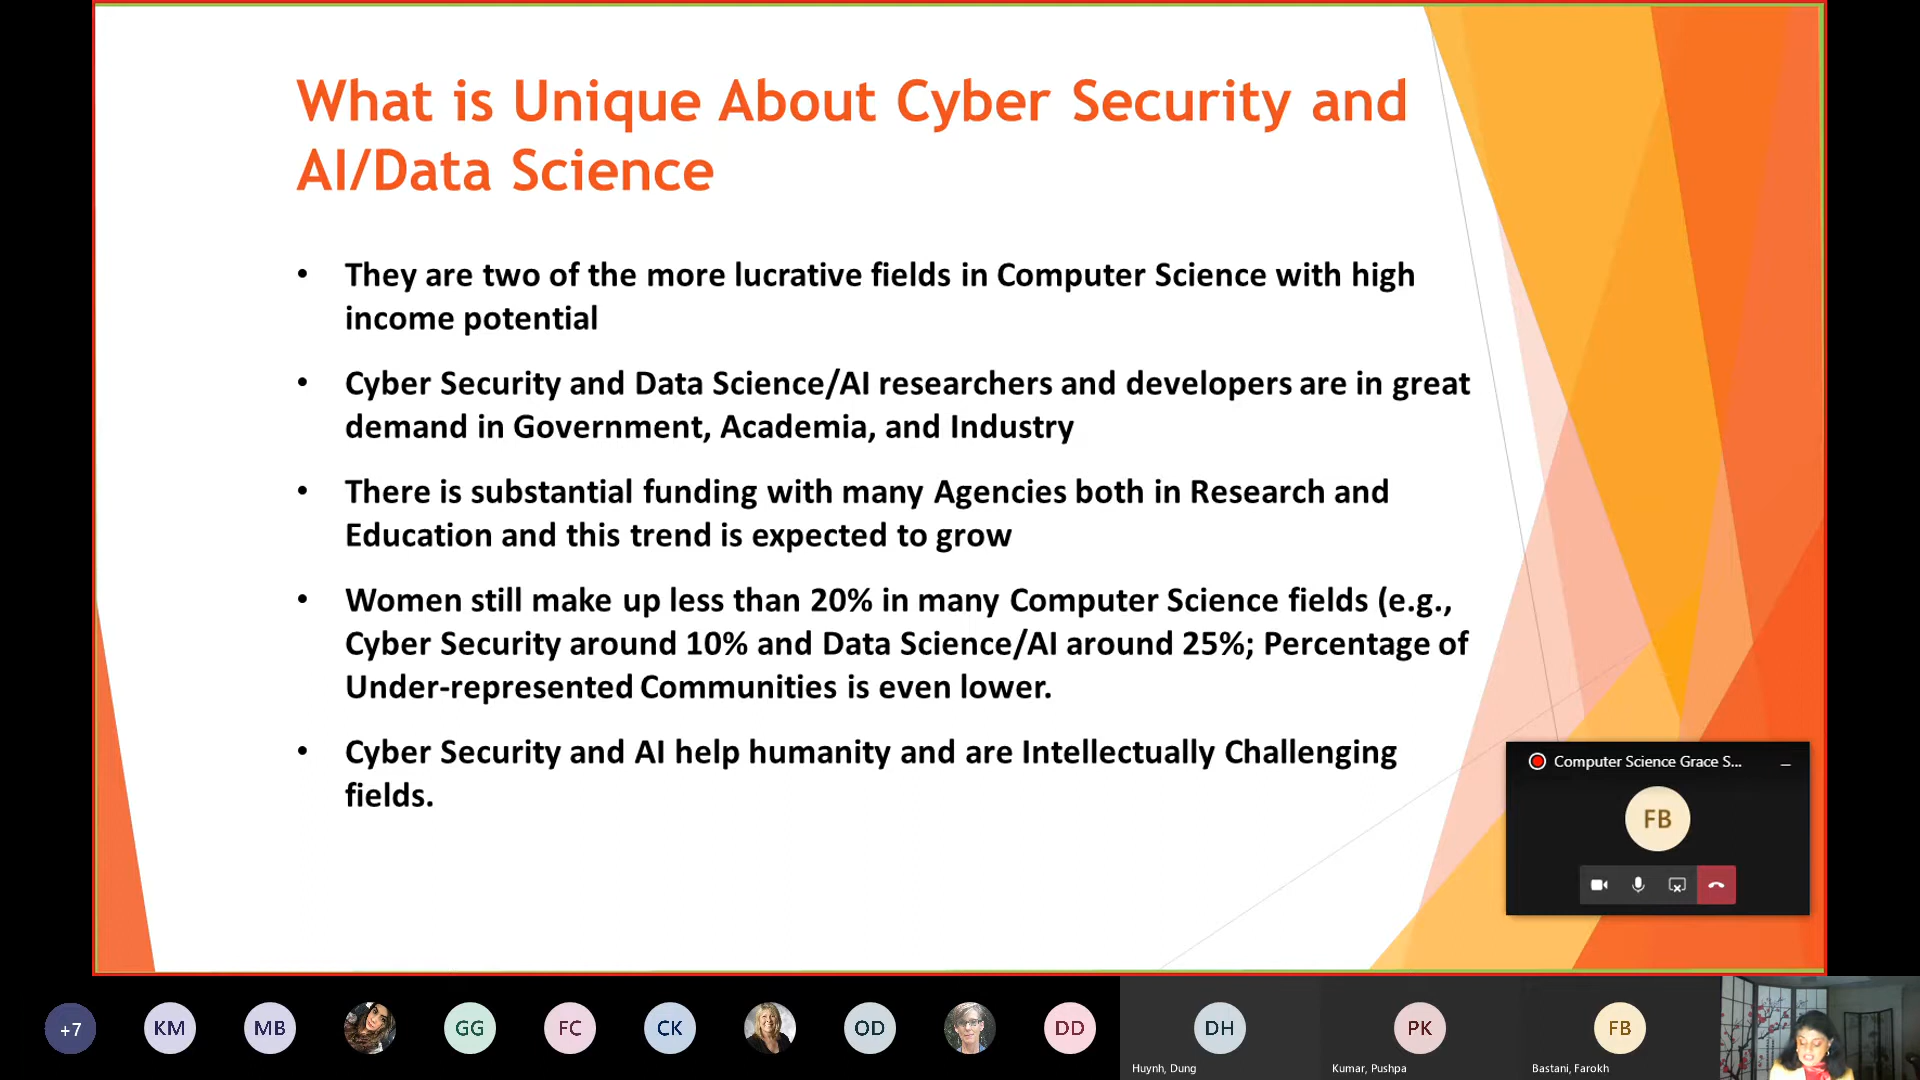 What is Unique About Cyber Security and
AI/Data Science
• They are two of the more lucrative fields in Computer Science with high
income potential
• Cyber Security and Data Science/AI researchers and developers are in great
demand in Government, Academia, and Industry
• There is substantial funding with many Agencies both in Research and
Education and this trend is expected to grow
• Women still make up less than 20% in many Computer Science fields (e.g.,
Cyber Security around 10% and Data Science/AI around 25%; Percentage of
Under-represented Communities is even lower.
• Cyber Security and AI help humanity and are Intellectually Challenging
fields.
Computer Science Grace S...
FB
+7
KM
MB
GG
FC
CK
OD
DD
DH
PK
FB
Huynh, Dung
Kumar, Pushpa
Bastani, Farokh